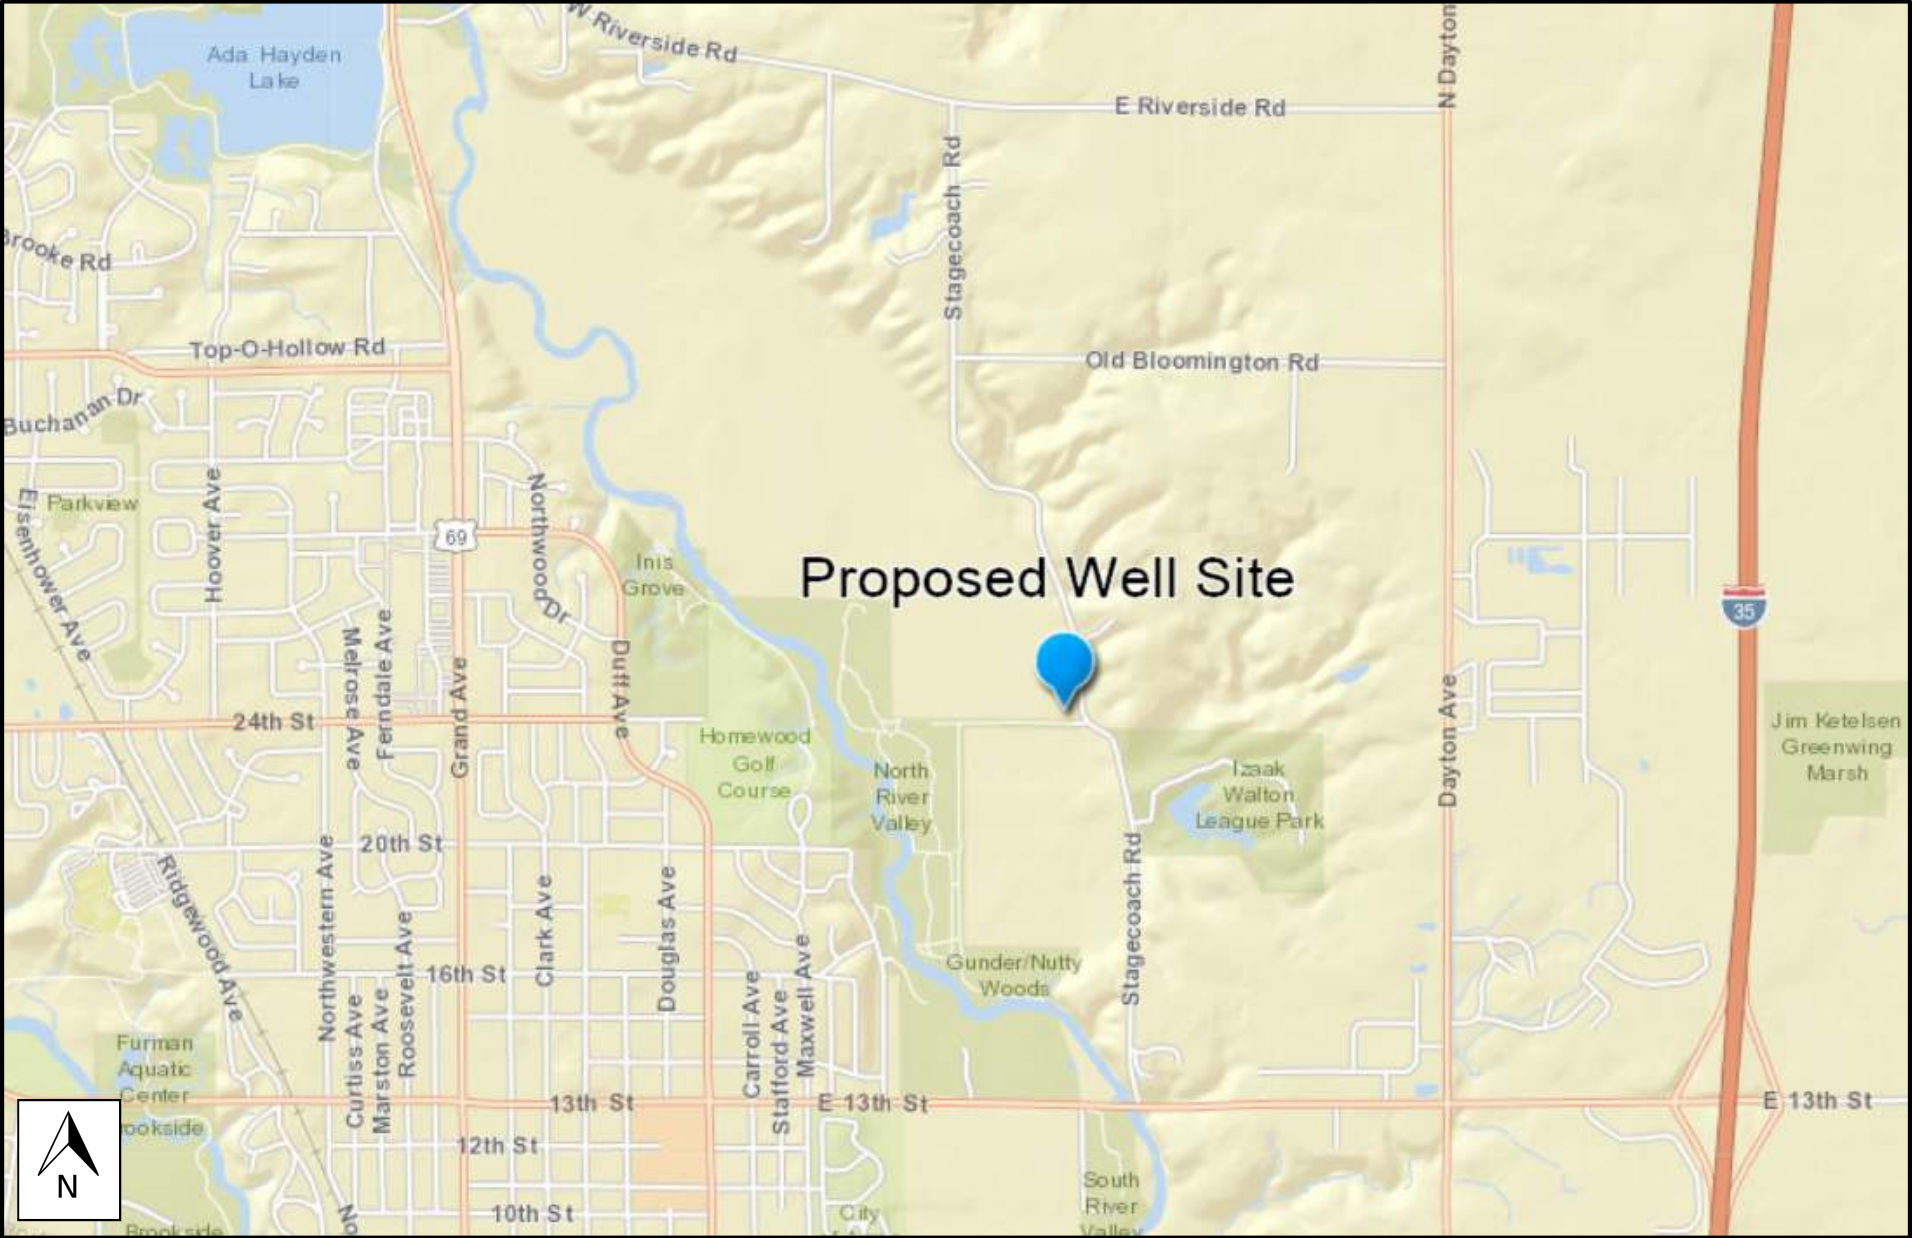 W Riverside Rd
Ada Hayden
Lake
N Dayton
E Riverside Rd
Stagecoach Rd
Brooke Rd
Top-O-Hollow Rd
Old Bloomington Rd
Buchanan Dr
Parkview
Eisenhower Ave
Hoover Ave
69
Northwood Dr
Inis
Grove
Proposed Well Site
35
Melrose Ave
Ferndale Ave
Grand Ave
Duff Ave
24th St
Homewood
Golf
Course
North
River
Valley
Izaak
Walton
League Park
Dayton Ave
Jim Ketelsen
Greenwing
Marsh
20th St
Ridgewood Ave
Northwestern Ave
Roosevelt Ave
Clark Ave
Douglas Ave
Stagecoach Rd
16th St
Gunder/Nutty
Woods
Curtiss Ave
Marston Ave
Carroll Ave
Stafford Ave
Maxwell Ave
Furman
Aquatic
Center
13th St
E 13th St
E 13th St
ookside
12th St
N
10th St
No
City
South
River
Valley
Brookside